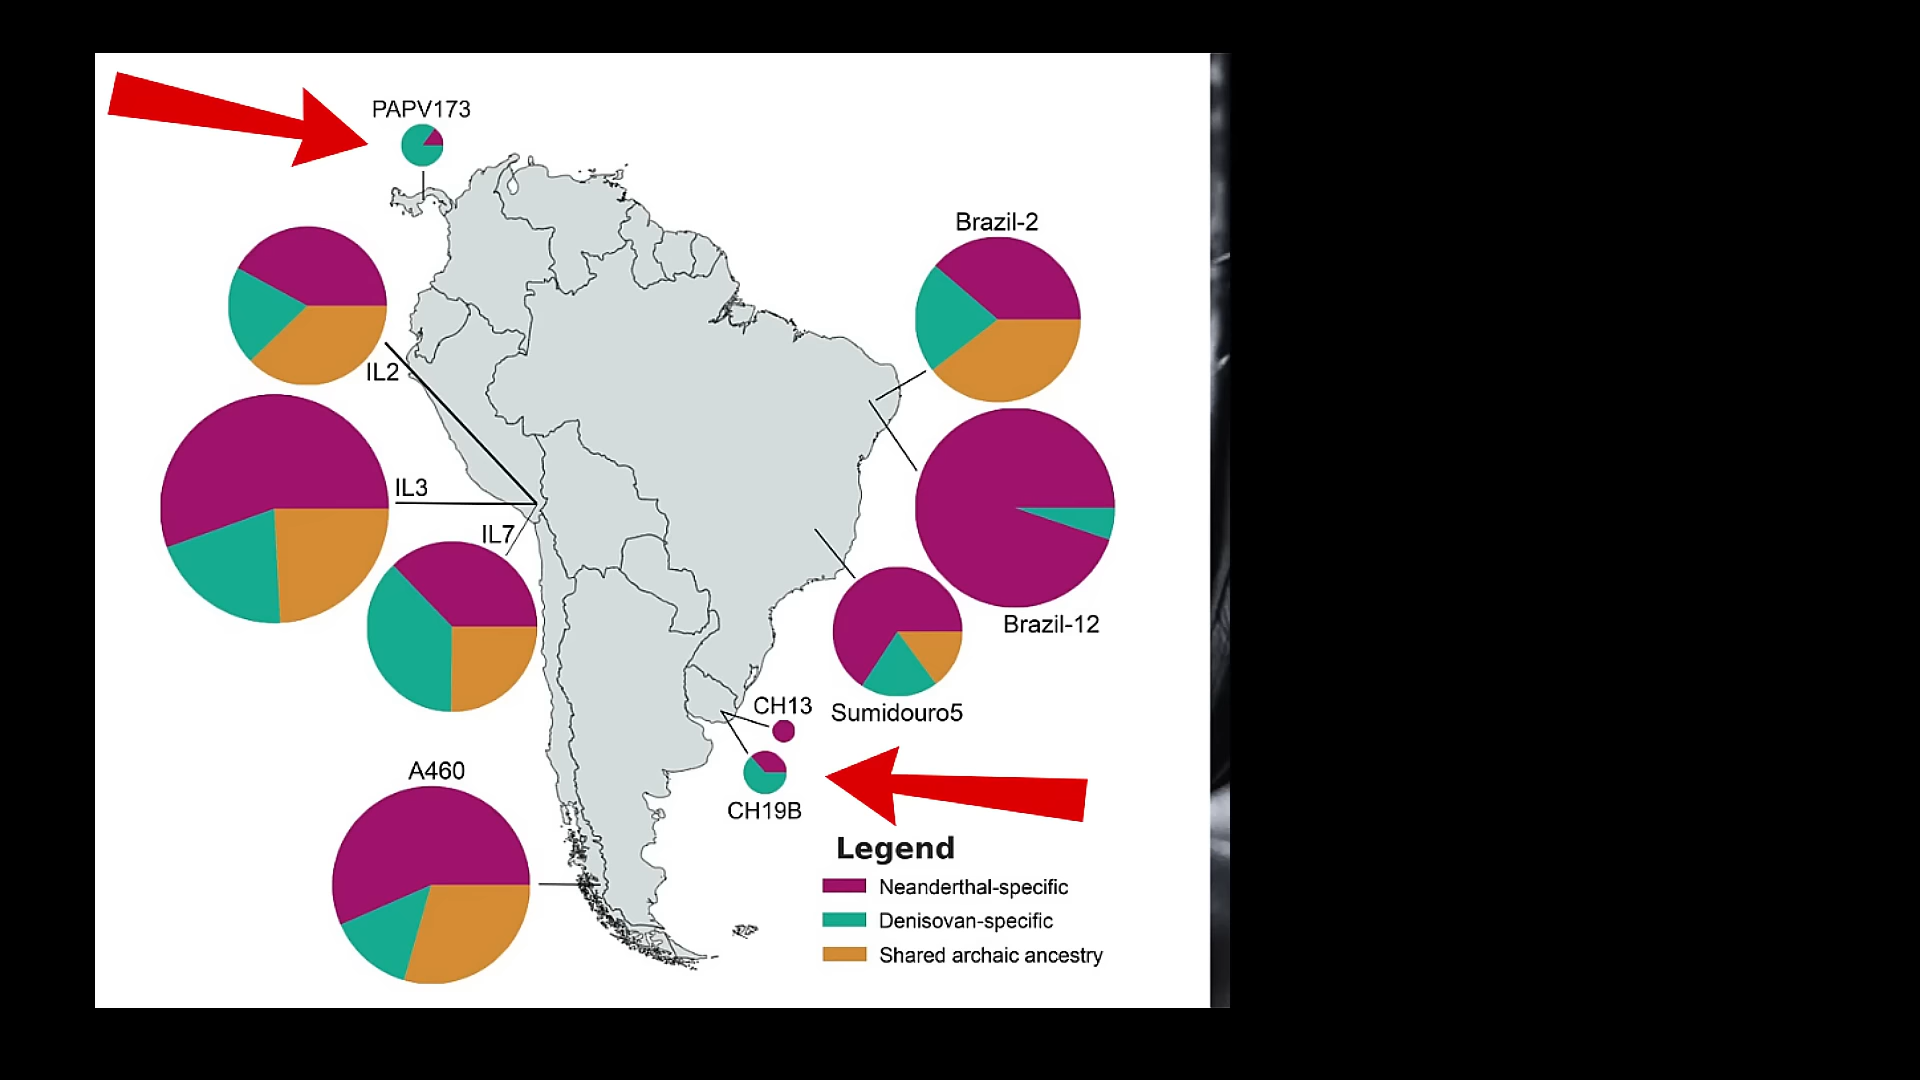 PAPV173
Brazil-2
IL2
IL3
IL7
Brazil-12
CH13
Sumidouro5
A460
CH19B
Legend
Neanderthal-specific
Denisovan-specific
Shared archaic ancestry